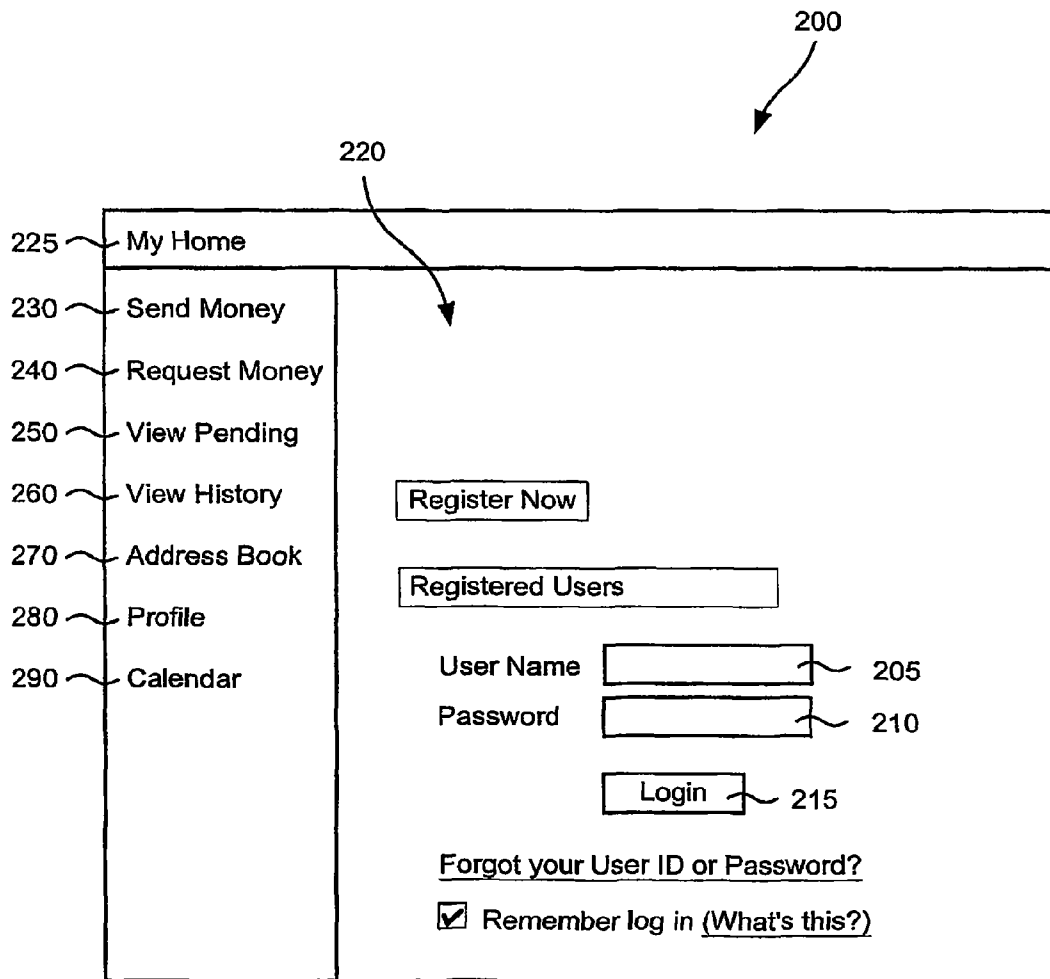 200
220
225 My Home
230 Send Money
240 Request Money
250 View Pending
260 View History
Register Now
270 Address Book
Registered Users
280 Profile
User Name 205
290 Calendar
Password 210
Login 215
Forgot your User ID or Password?
Remember log in (What's this?)